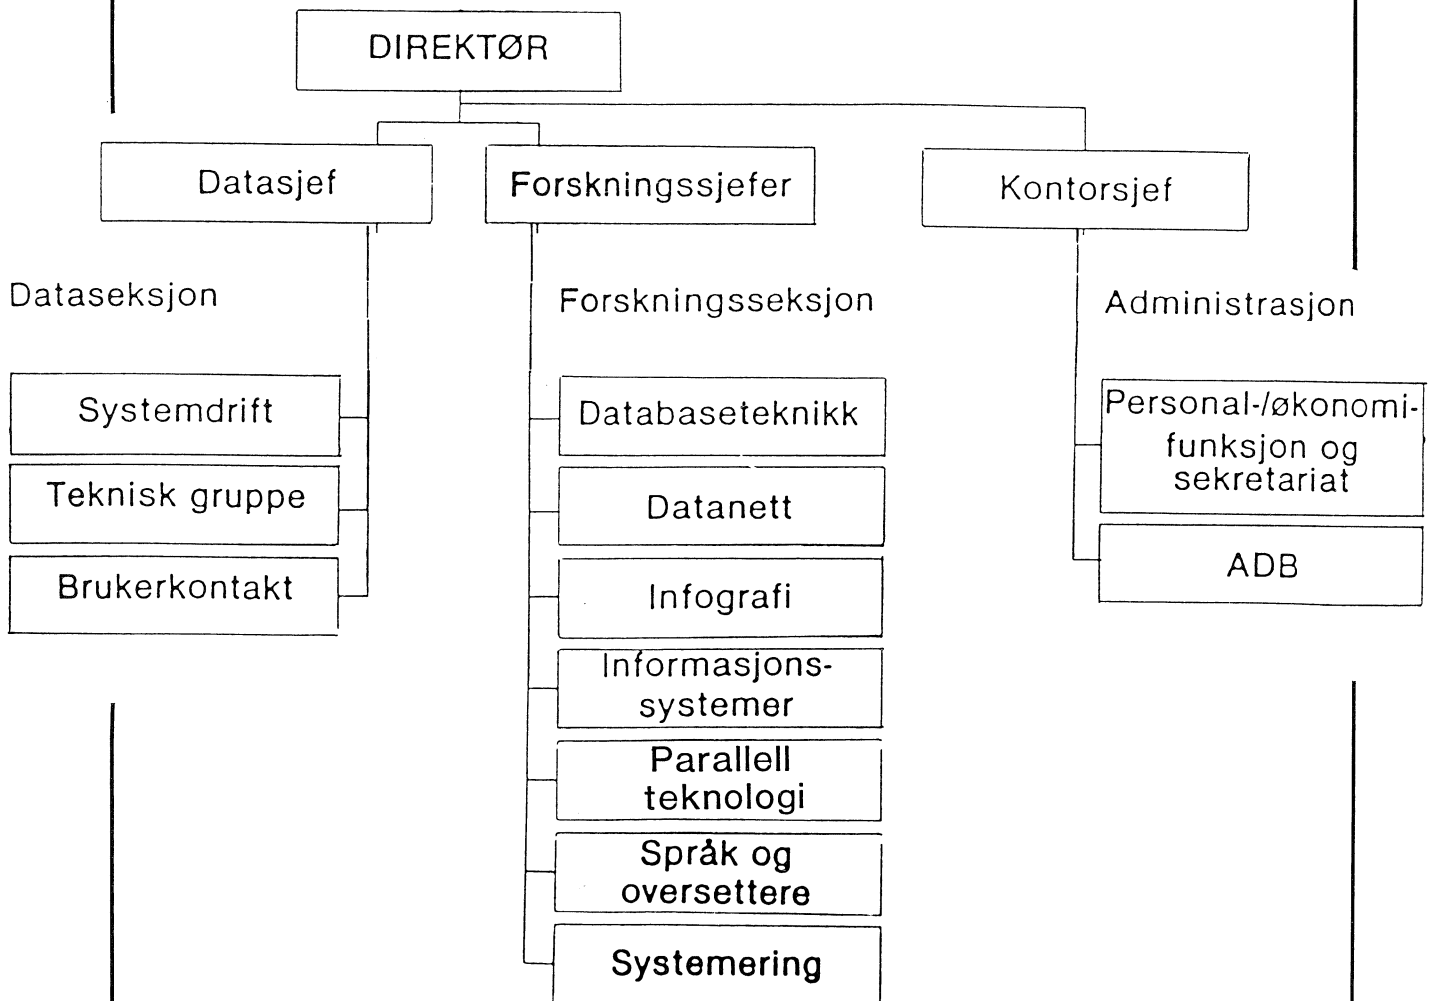 DIREKTØR
Datasjef
Forskningssjefer
Kontorsjef
Dataseksjon
Forskningsseksjon
Administrasjon
Systemdrift
Teknisk gruppe
Brukerkontakt
Databaseteknikk
Datanett
Infografi
Informasjons-
systemer
Parallell
teknologi
Språk og
oversettere
Systemering
Personal-/økonomi-
funksjon og
sekretariat
ADB